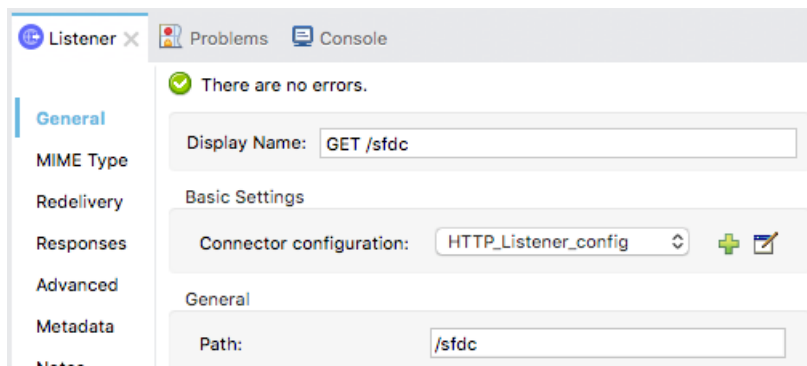 Listener Problems Console
There are no errors.
General
Display Name: GET /sfdc
MIME Type
Redelivery
Basic Settings
Responses
Connector configuration: HTTP_Listener_config
Advanced
General
Metadata
Path: /sfdc
Notes